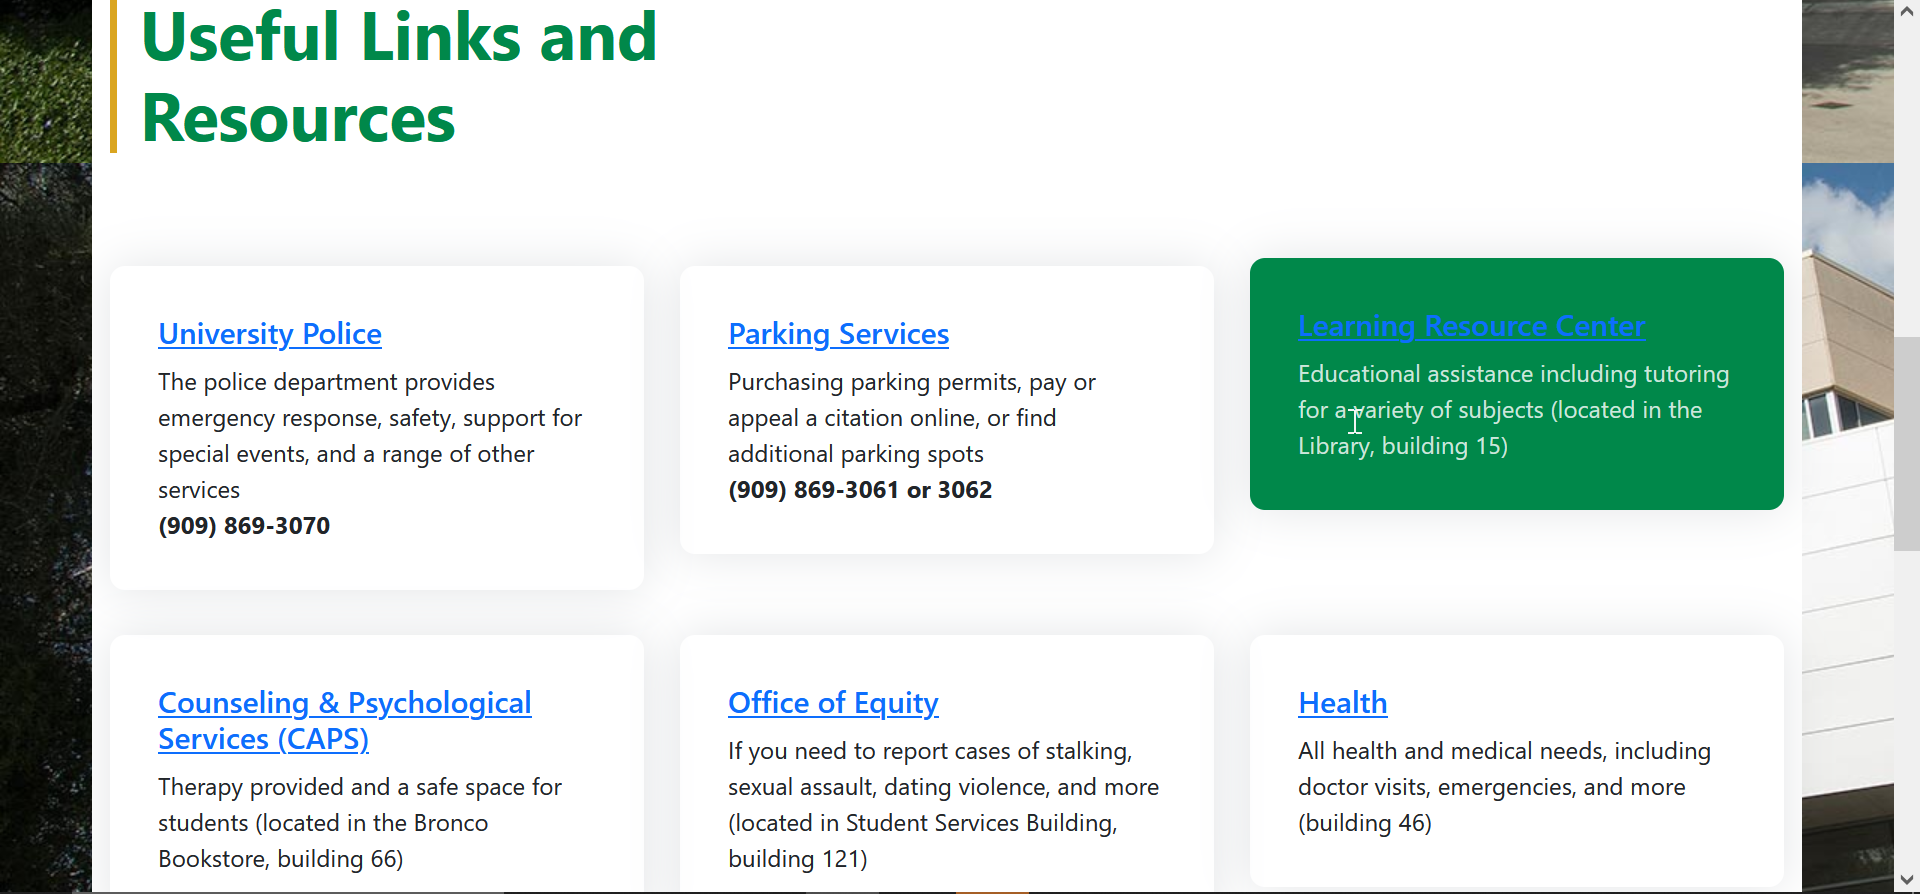 Useful Links and
Resources
University Police
The police department provides
emergency response, safety, support for
special events, and a range of other
services
(909) 869-3070
Parking Services
Purchasing parking permits, pay or
appeal a citation online, or find
additional parking spots
(909) 869-3061 or 3062
Learning Resource Center
Educational assistance including tutoring
for a variety of subjects (located in the
Library, building 15)
Counseling & Psychological
Services (CAPS)
Therapy provided and a safe space for
students (located in the Bronco
Bookstore, building 66)
Office of Equity
If you need to report cases of stalking,
sexual assault, dating violence, and more
(located in Student Services Building,
building 121)
Health
All health and medical needs, including
doctor visits, emergencies, and more
(building 46)